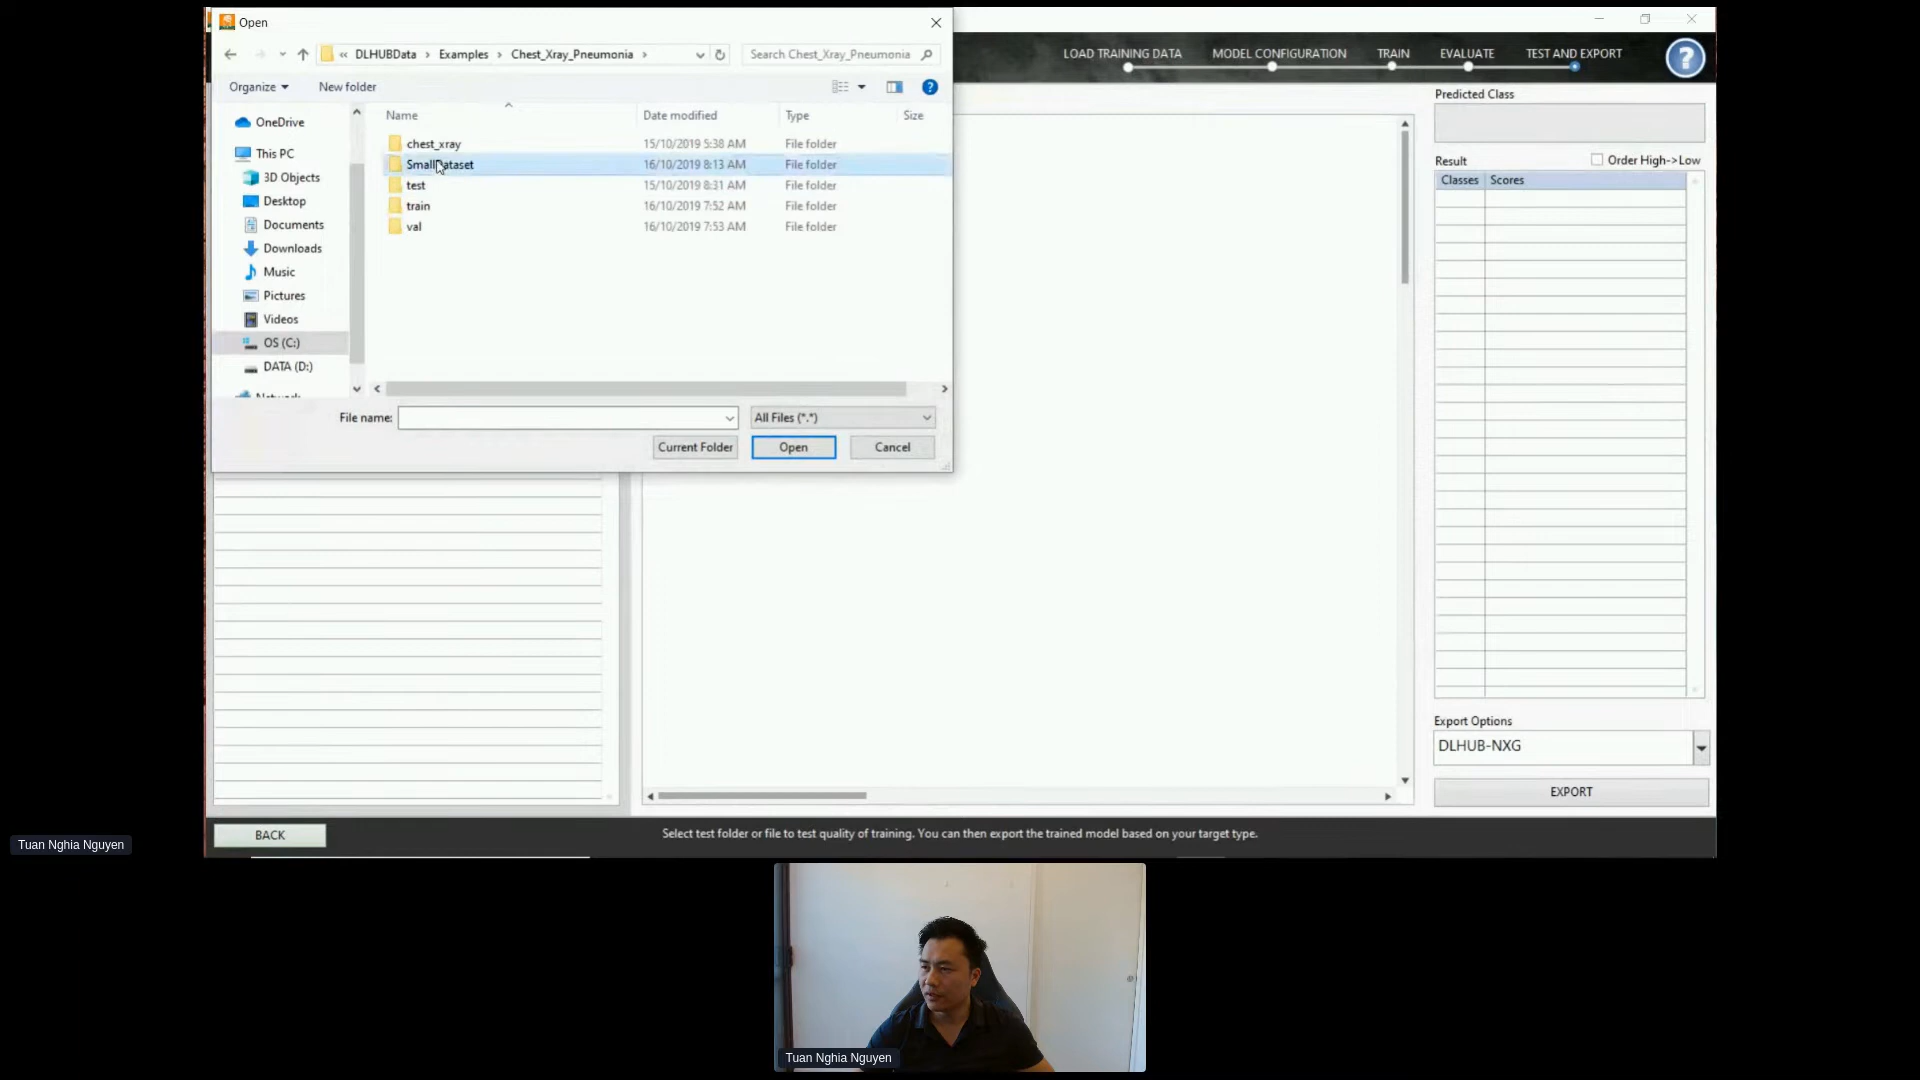 Open
« DLHUBData › Examples › Chest_Xray_Pneumonia ›
Search Chest_Xray_Pneumonia
LOAD TRAINING DATA
MODEL CONFIGURATION
TRAIN
EVALUATE
TEST AND EXPORT
?
Organize
New folder
?
Name
Date modified
Type
Size
OneDrive
This PC
3D Objects
Desktop
Documents
Downloads
Music
Pictures
Videos
OS (C:)
DATA (D:)
chest_xray 15/10/2019 5:38 AM File folder
SmallDataset 16/10/2019 8:13 AM File folder
test 15/10/2019 8:31 AM File folder
train 16/10/2019 7:52 AM File folder
val 16/10/2019 7:53 AM File folder
File name:
All Files (*.*)
Current Folder
Open
Cancel
Predicted Class
Result
Order High->Low
Classes
Scores
Export Options
DLHUB-NXG
EXPORT
BACK
Select test folder or file to test quality of training. You can then export the trained model based on your target type.
Tuan Nghia Nguyen
Tuan Nghia Nguyen